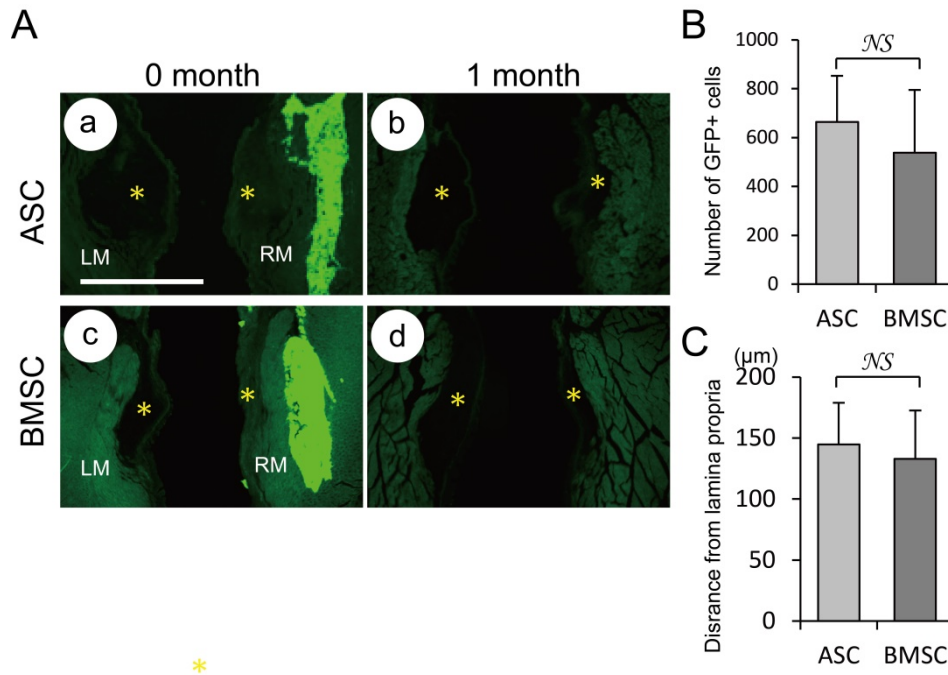 A
0 month
1 month
ASC
a
*
*
LM
RM
b
*
*
BMSC
c
*
*
LM
RM
d
*
*
*
B
Number of GFP+ cells
1000
800
600
400
200
0
NS
ASC
BMSC
C
(μm)
Disrance from lamina propria
200
150
100
50
0
NS
ASC
BMSC